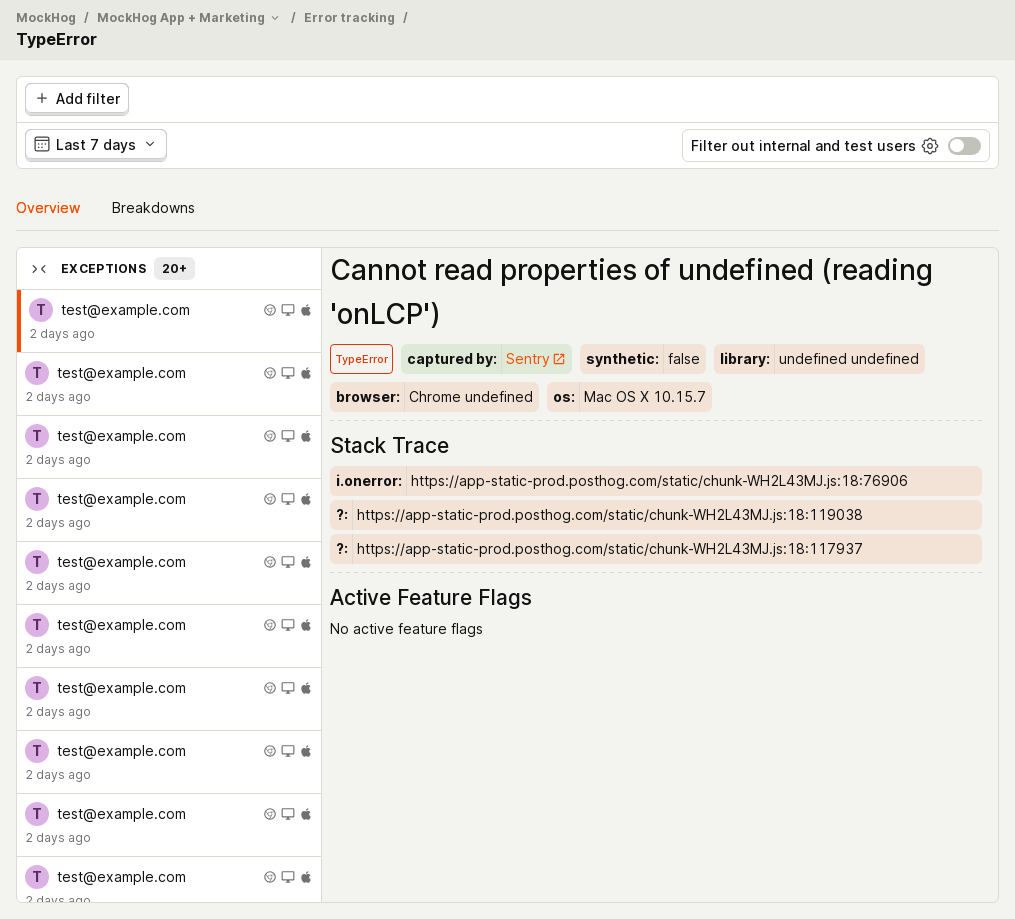 MockHog / MockHog App + Marketing / Error tracking /
TypeError
Add filter
Last 7 days
Filter out internal and test users
Overview
Breakdowns
EXCEPTIONS 20+
T test@example.com
2 days ago
T test@example.com
2 days ago
T test@example.com
2 days ago
T test@example.com
2 days ago
T test@example.com
2 days ago
T test@example.com
2 days ago
T test@example.com
2 days ago
T test@example.com
2 days ago
T test@example.com
2 days ago
T test@example.com
2 days ago
Cannot read properties of undefined (reading
'onLCP')
TypeError captured by: Sentry synthetic: false library: undefined undefined
browser: Chrome undefined os: Mac OS X 10.15.7
Stack Trace
i.onerror: https://app-static-prod.posthog.com/static/chunk-WH2L43MJ.js:18:76906
?: https://app-static-prod.posthog.com/static/chunk-WH2L43MJ.js:18:119038
?: https://app-static-prod.posthog.com/static/chunk-WH2L43MJ.js:18:117937
Active Feature Flags
No active feature flags